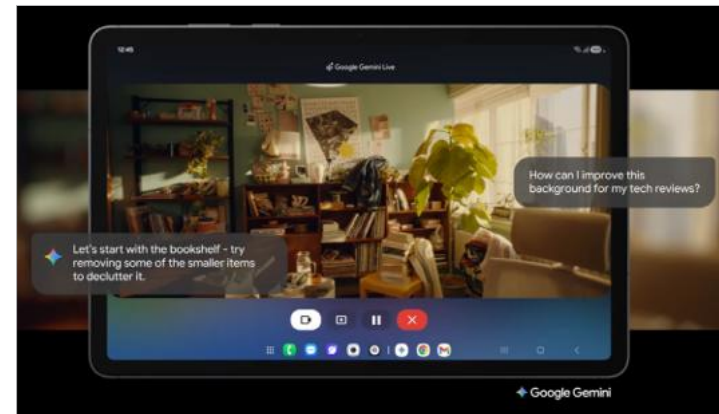 12:45
Google Gemini Live
How can I improve this
background for my tech reviews?
Let's start with the bookshelf - try
removing some of the smaller items
to declutter it.
Google Gemini